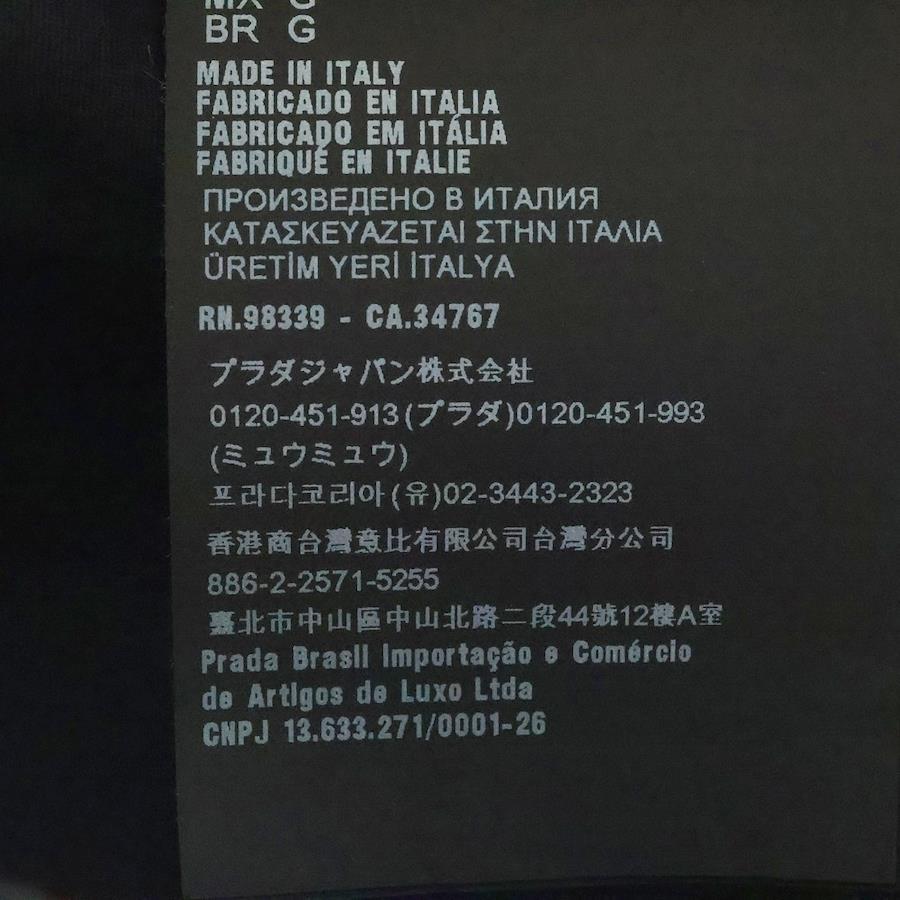 MX G
BR G
MADE IN ITALY
FABRICADO EN ITALIA
FABRICADO EM ITÁLIA
FABRIQUÉ EN ITALIE
ПРОИЗВЕДЕНО В ИТАЛИЯ
ΚΑΤΑΣΚΕΥΑΖΕΤΑΙ ΣΤΗΝ ΙΤΑΛΙΑ
ÜRETİM YERİ İTALYA
RN.98339 - CA.34767
プラダジャパン株式会社
0120-451-913(プラダ)0120-451-993
(ミュウミュウ)
프라다코리아(유)02-3443-2323
香港商台灣意比有限公司台灣分公司
886-2-2571-5255
臺北市中山區中山北路二段44號12樓A室
Prada Brasil Importação e Comércio
de Artigos de Luxo Ltda
CNPJ 13.633.271/0001-26